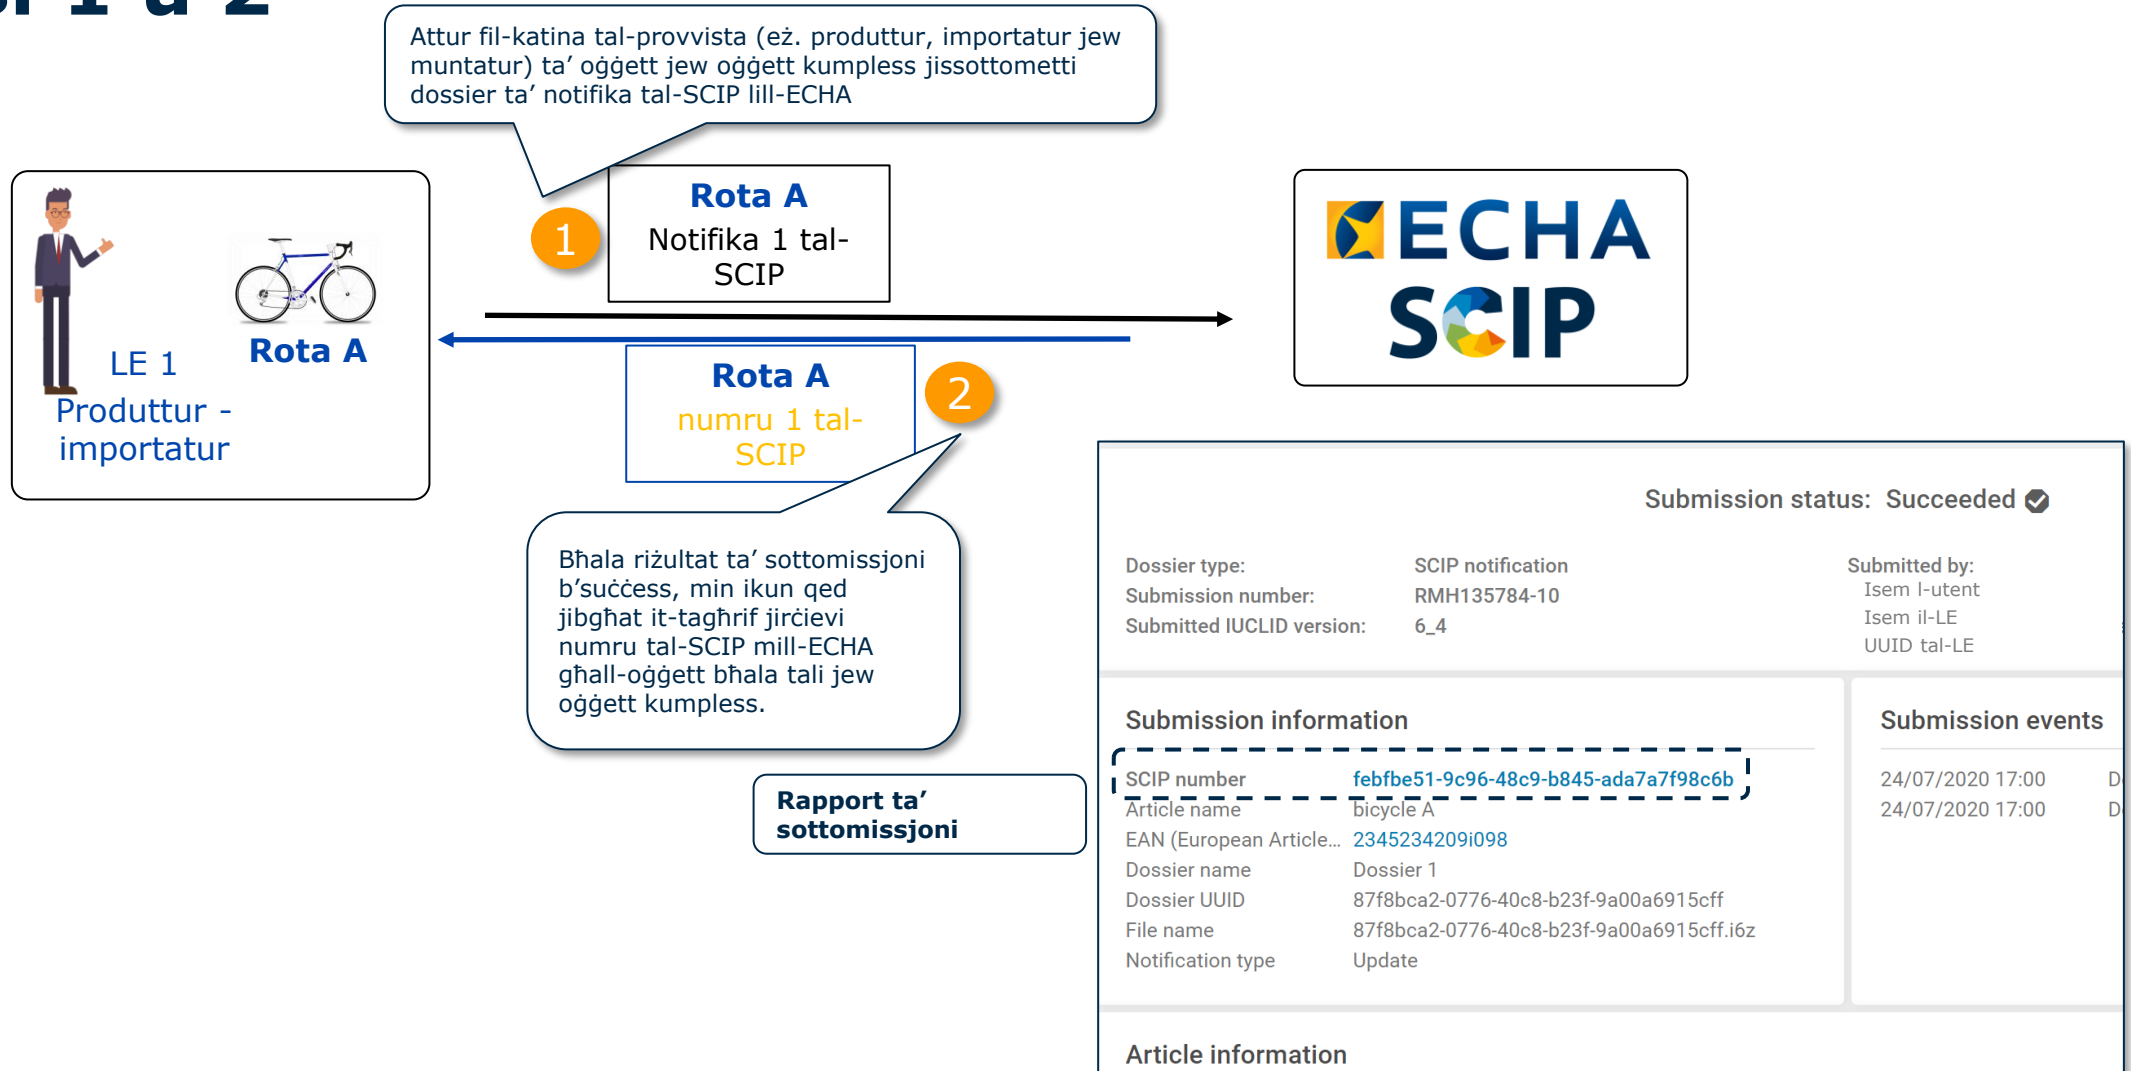 1 u 2
Attur fil-katina tal-provvista (eż. produttur, importatur jew
muntatur) ta’ oġġett jew oġġett kumpless jissottometti
dossier ta’ notifika tal-SCIP lill-ECHA
1
Rota A
Notifika 1 tal-
SCIP
ECHA
SCIP
LE 1
Rota A
Produttur -
importatur
Rota A
numru 1 tal-
SCIP
2
Bħala riżultat ta’ sottomissjoni
b’suċċess, min ikun qed
jibgħat it-tagħrif jirċievi
numru tal-SCIP mill-ECHA
għall-oġġett bħala tali jew
oġġett kumpless.
Rapport ta’
sottomissjoni
Submission status: Succeeded
Dossier type: SCIP notification
Submission number: RMH135784-10
Submitted IUCLID version: 6_4
Submitted by:
Isem l-utent
Isem il-LE
UUID tal-LE
Submission information
SCIP number febfbe51-9c96-48c9-b845-ada7a7f98c6b
Article name bicycle A
EAN (European Article... 2345234209i098
Dossier name Dossier 1
Dossier UUID 87f8bca2-0776-40c8-b23f-9a00a6915cff
File name 87f8bca2-0776-40c8-b23f-9a00a6915cff.i6z
Notification type Update
Submission events
24/07/2020 17:00
24/07/2020 17:00
Article information